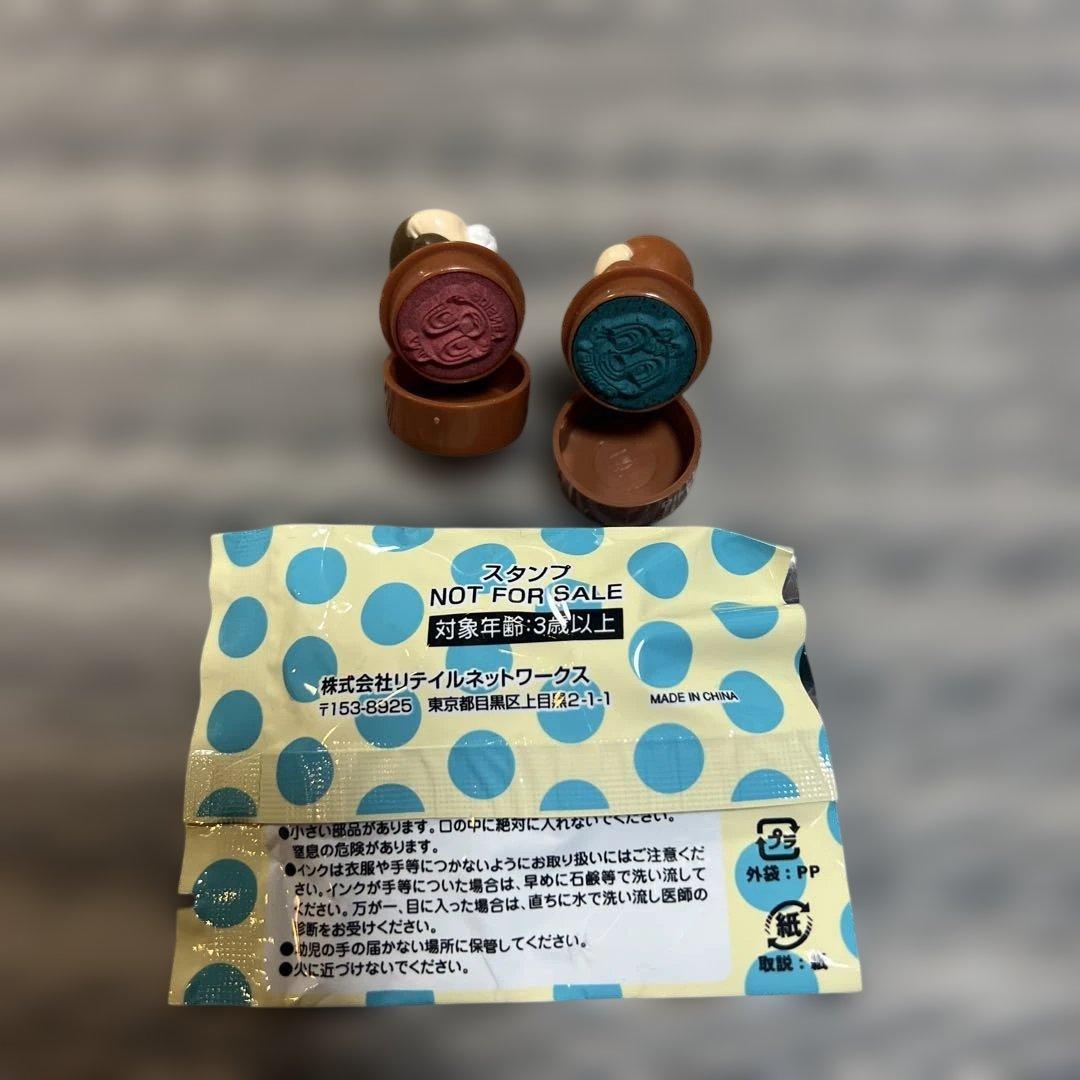 スタンプ
NOT FOR SALE
対象年齢:3歳以上
株式会社リテイルネットワークス
〒153-8925 東京都目黒区上目黒2-1-1
MADE IN CHINA
●小さい部品があります。口の中に絶対に入れないでください。
窒息の危険があります。
●インクは衣服や手等につかないようにお取り扱いにはご注意くだ
さい。インクが手等についた場合は、早めに石鹸等で洗い流して
ください。万が一、目に入った場合は、直ちに水で洗い流し医師の
診断をお受けください。
●幼児の手の届かない場所に保管してください。
●火に近づけないでください。
プラ
外袋:PP
紙
取説:紙